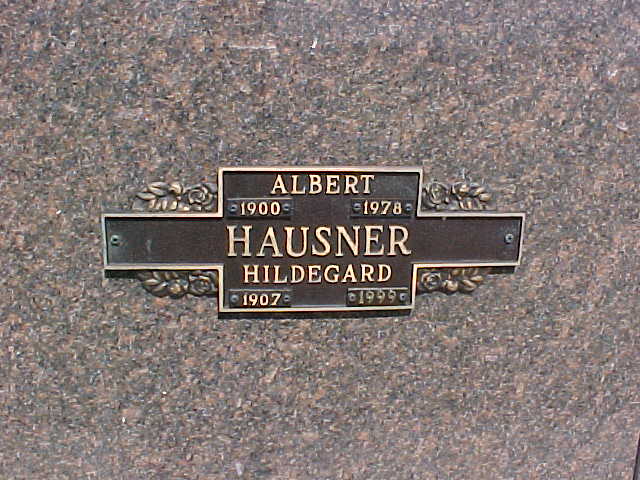 ALBERT
1900 1978
HAUSNER
HILDEGARD
1907 1999